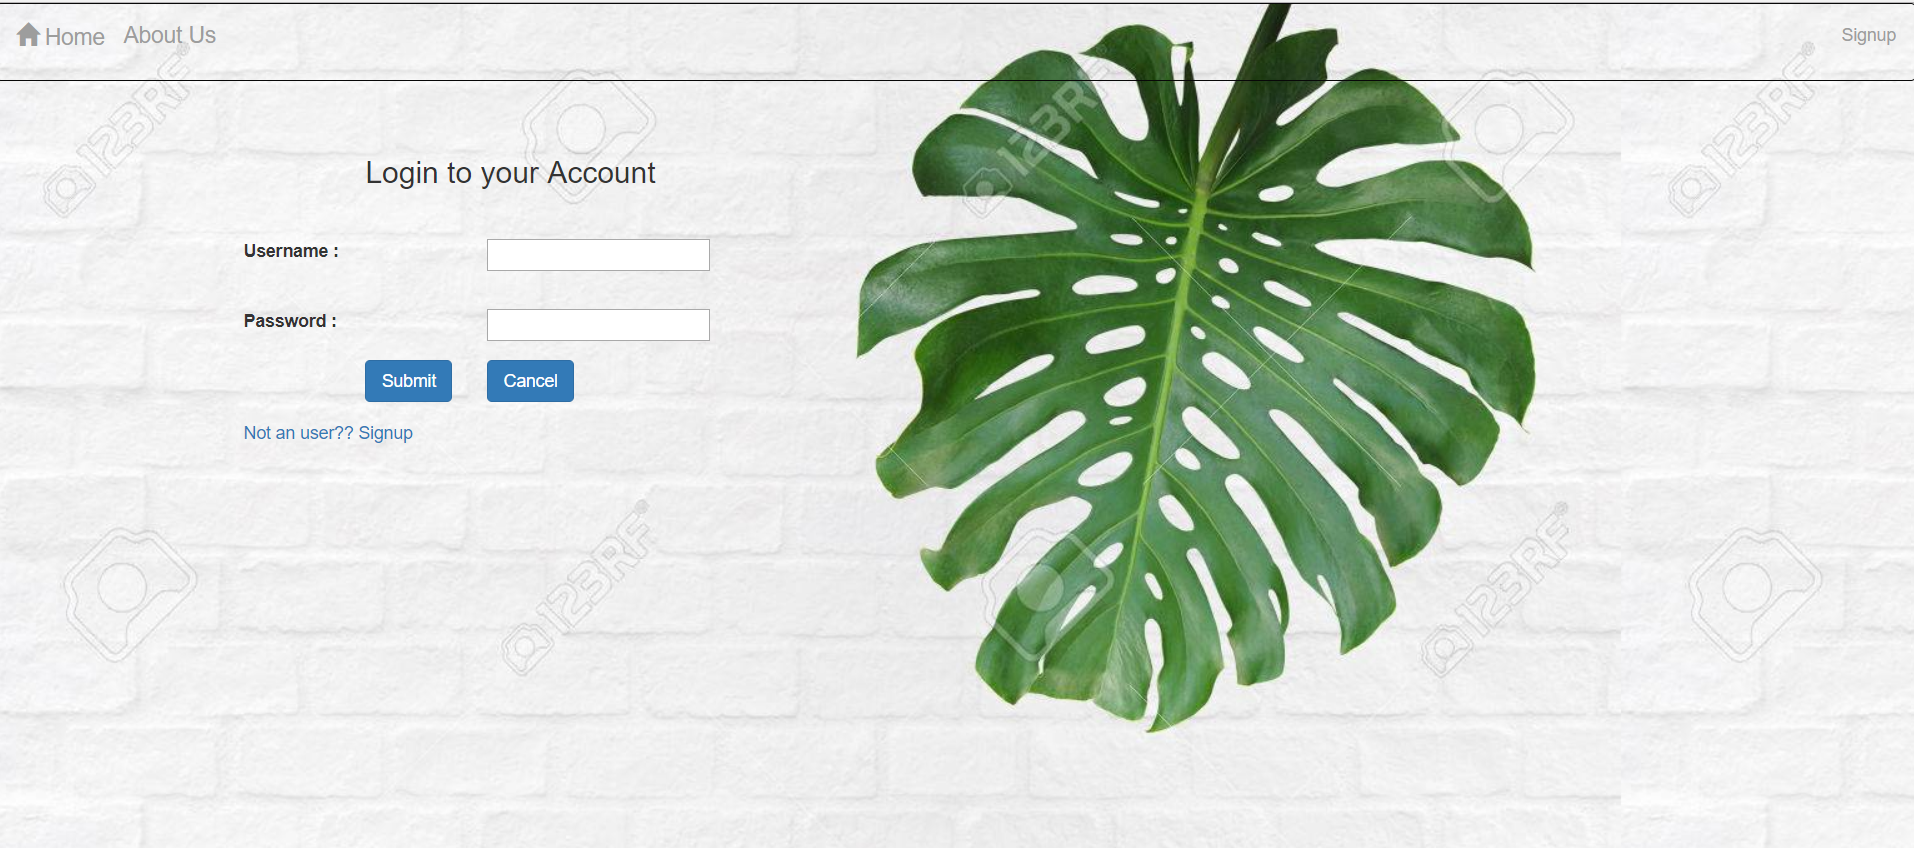 Home About Us Signup
123RF®
123RF
123RF®
Login to your Account
Username :
Password :
Submit Cancel
Not an user?? Signup
123RF®
123RF®